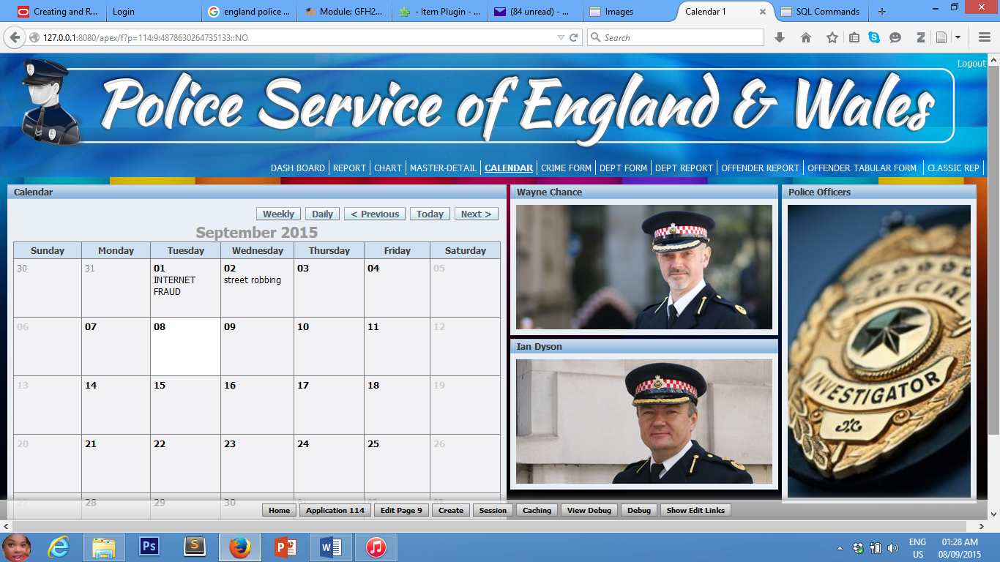 Creating and R...
Login
england police ...
Module: GFH2...
- Item Plugin - ...
(84 unread) - ...
Images
Calendar 1
SQL Commands
127.0.0.1:8080/apex/f?p=114:9:4878630264735133::NO
Search
Logout
Police Service of England & Wales
DASH BOARD REPORT CHART MASTER-DETAIL CALENDAR CRIME FORM DEPT FORM DEPT REPORT OFFENDER REPORT OFFENDER TABULAR FORM CLASSIC REP
Calendar
Weekly Daily < Previous Today Next >
September 2015
Sunday Monday Tuesday Wednesday Thursday Friday Saturday
30 31 01 02 03 04 05
INTERNET FRAUD
street robbing
06 07 08 09 10 11 12
13 14 15 16 17 18 19
20 21 22 23 24 25 26
27 28 29 30 01 02 03
Wayne Chance
Ian Dyson
Police Officers
SPECIAL
INVESTIGATOR
Home Application 114 Edit Page 9 Create Session Caching View Debug Debug Show Edit Links
Ps
S
P
W
ENG
US
01:28 AM
08/09/2015